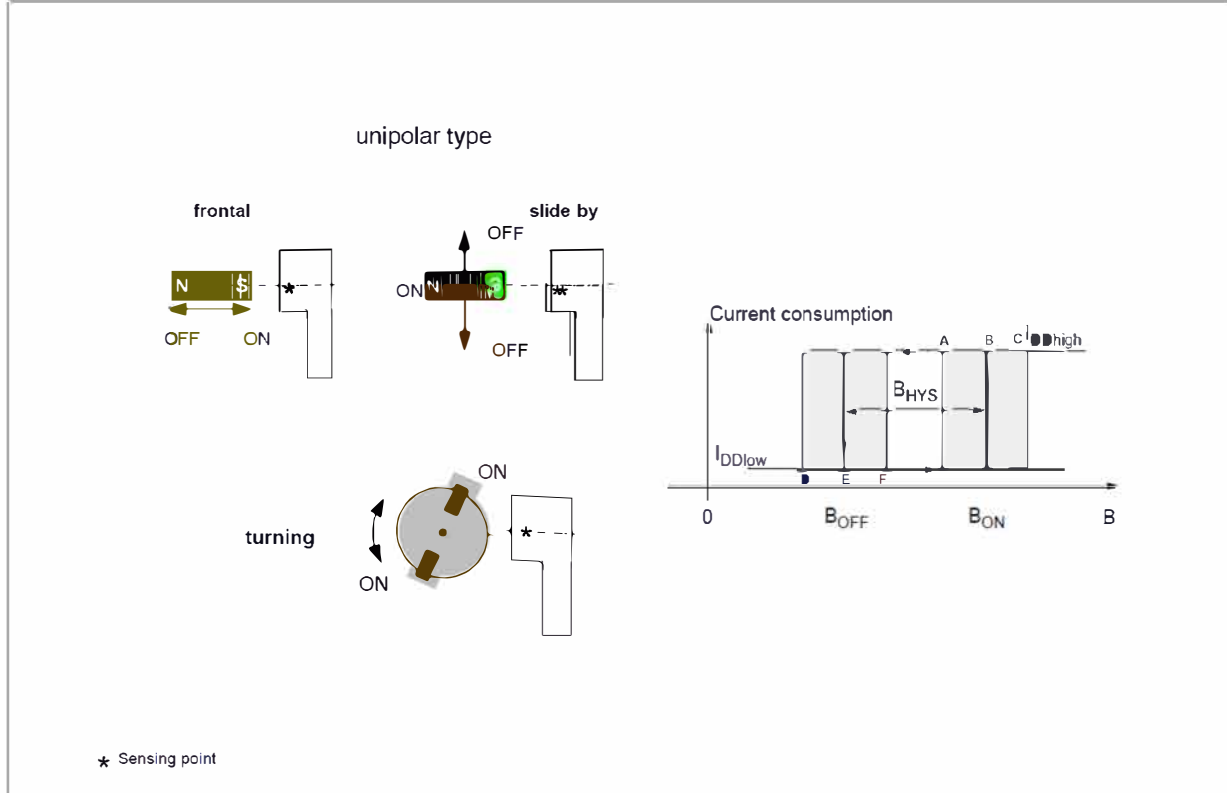 unipolar type
frontal
slide by
OFF
N
S
ON
N
OFF
ON
OFF
Current consumption
A
B
C
IDDhigh
BHYS
IDDlow
D
E
F
0
BOFF
BON
B
ON
turning
ON
* Sensing point